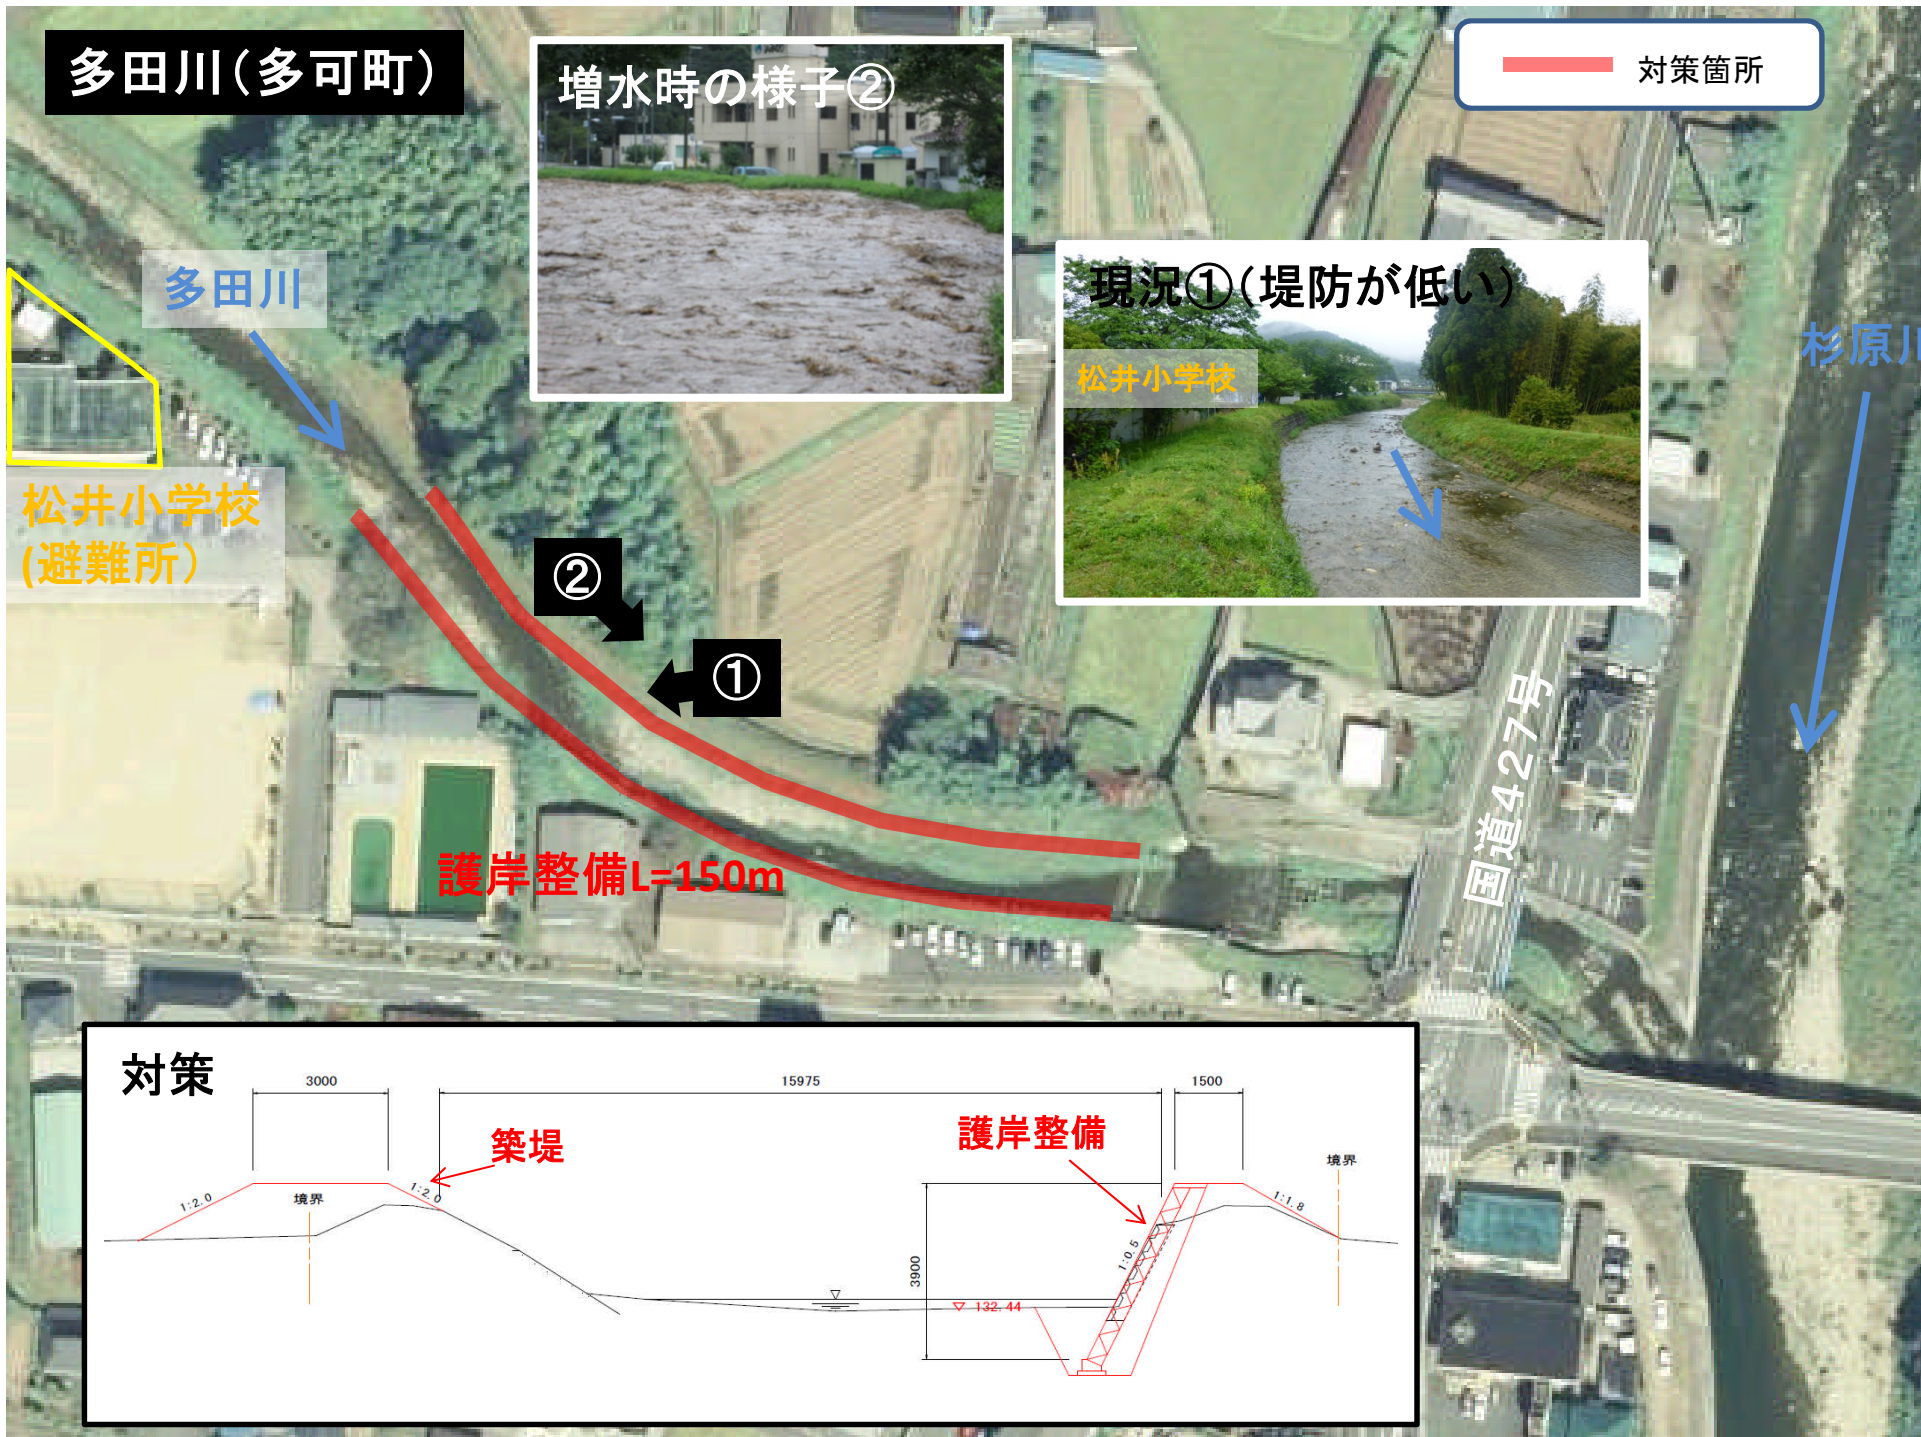 多田川（多可町）
増水時の様子②
対策箇所
多田川
現況①（堤防が低い）
松井小学校
杉原川
松井小学校
(避難所）
②
①
国道427号
護岸整備L=150m
対策
3000
15975
1500
築堤
護岸整備
境界
1:2.0
境界
1:2.0
1:1.8
1:0.5
3900
132.44